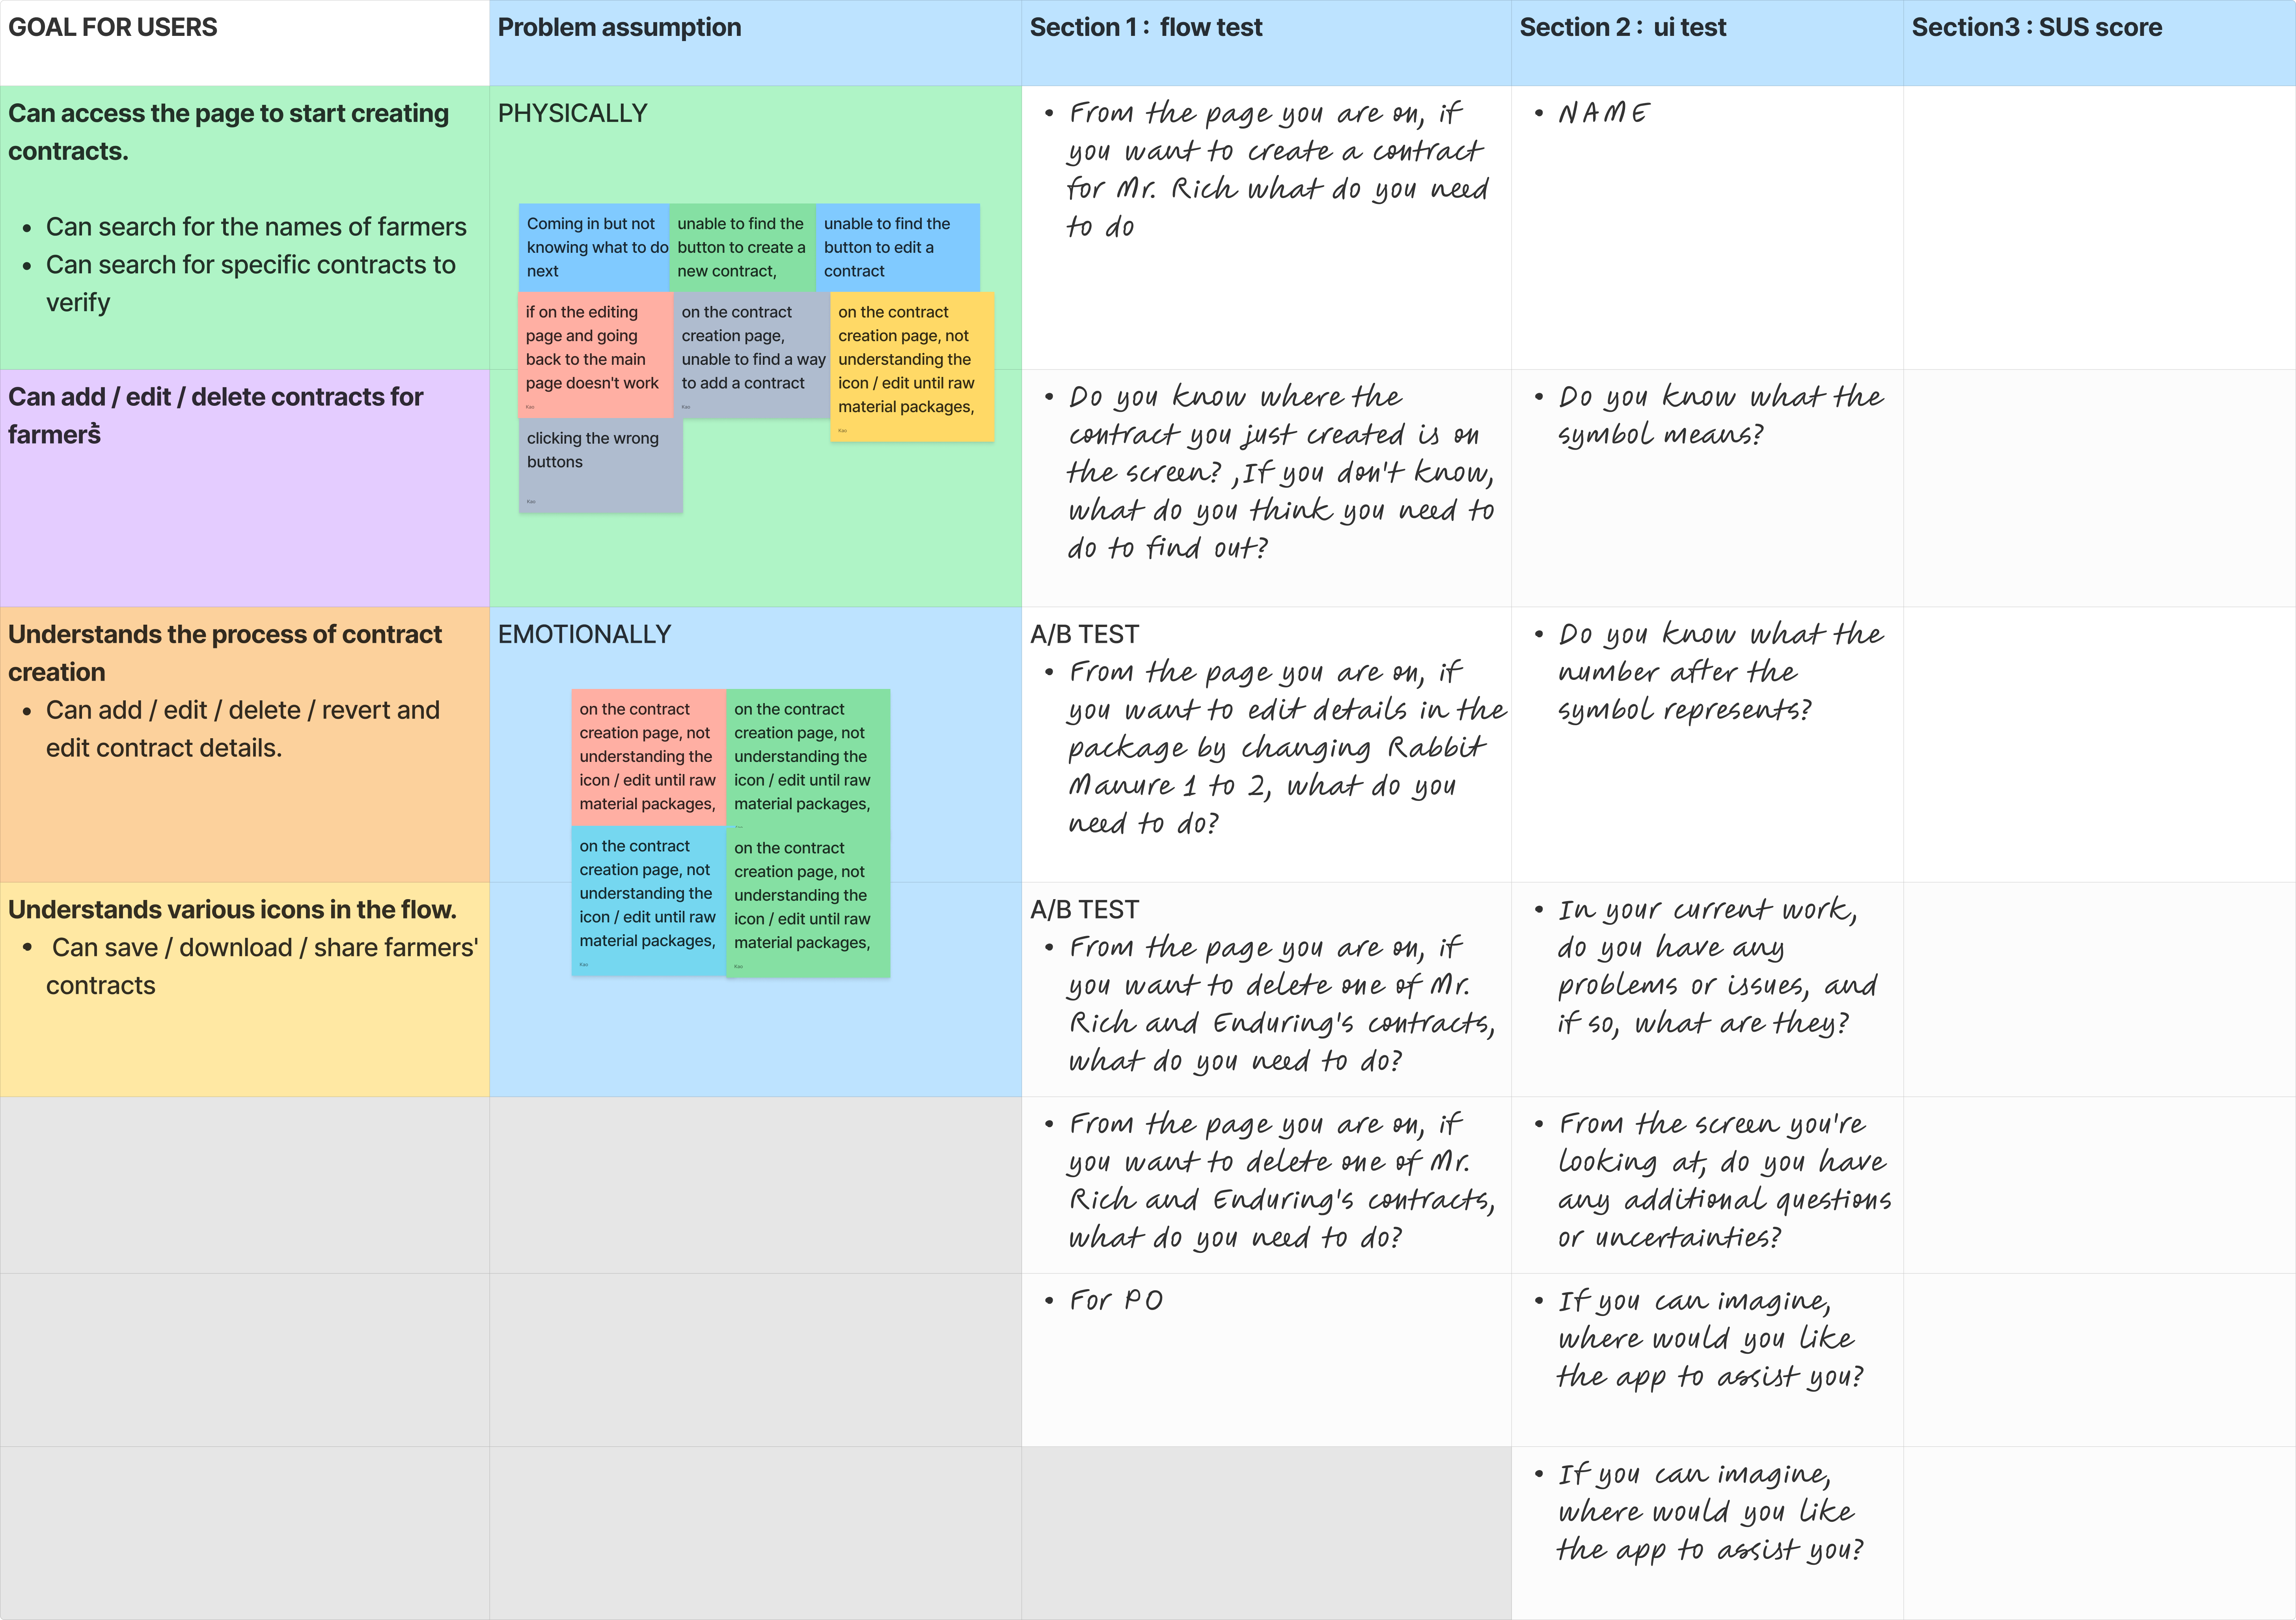 GOAL FOR USERS
Problem assumption
Section 1 : flow test
Section 2 : ui test
Section3 : SUS score
Can access the page to start creating
contracts.
• Can search for the names of farmers
• Can search for specific contracts to
verify
PHYSICALLY
Coming in but not
knowing what to do
next
unable to find the
button to create a
new contract,
unable to find the
button to edit a
contract
if on the editing
page and going
back to the main
page doesn't work
Kao
on the contract
creation page,
unable to find a way
to add a contract
Kao
on the contract
creation page, not
understanding the
icon / edit until raw
material packages,
Kao
clicking the wrong
buttons
Kao
• From the page you are on, if
you want to create a contract
for Mr. Rich what do you need
to do
• NAME
Can add / edit / delete contracts for
farmers้
• Do you know where the
contract you just created is on
the screen? ,If you don't know,
what do you think you need to
do to find out?
• Do you know what the
symbol means?
Understands the process of contract
creation
• Can add / edit / delete / revert and
edit contract details.
EMOTIONALLY
on the contract
creation page, not
understanding the
icon / edit until raw
material packages,
on the contract
creation page, not
understanding the
icon / edit until raw
material packages,
on the contract
creation page, not
understanding the
icon / edit until raw
material packages,
Kao
on the contract
creation page, not
understanding the
icon / edit until raw
material packages,
Kao
A/B TEST
• From the page you are on, if
you want to edit details in the
package by changing Rabbit
Manure 1 to 2, what do you
need to do?
• Do you know what the
number after the
symbol represents?
Understands various icons in the flow.
• Can save / download / share farmers'
contracts
A/B TEST
• From the page you are on, if
you want to delete one of Mr.
Rich and Enduring's contracts,
what do you need to do?
• In your current work,
do you have any
problems or issues, and
if so, what are they?
• From the page you are on, if
you want to delete one of Mr.
Rich and Enduring's contracts,
what do you need to do?
• From the screen you're
looking at, do you have
any additional questions
or uncertainties?
• For PO
• If you can imagine,
where would you like
the app to assist you?
• If you can imagine,
where would you like
the app to assist you?